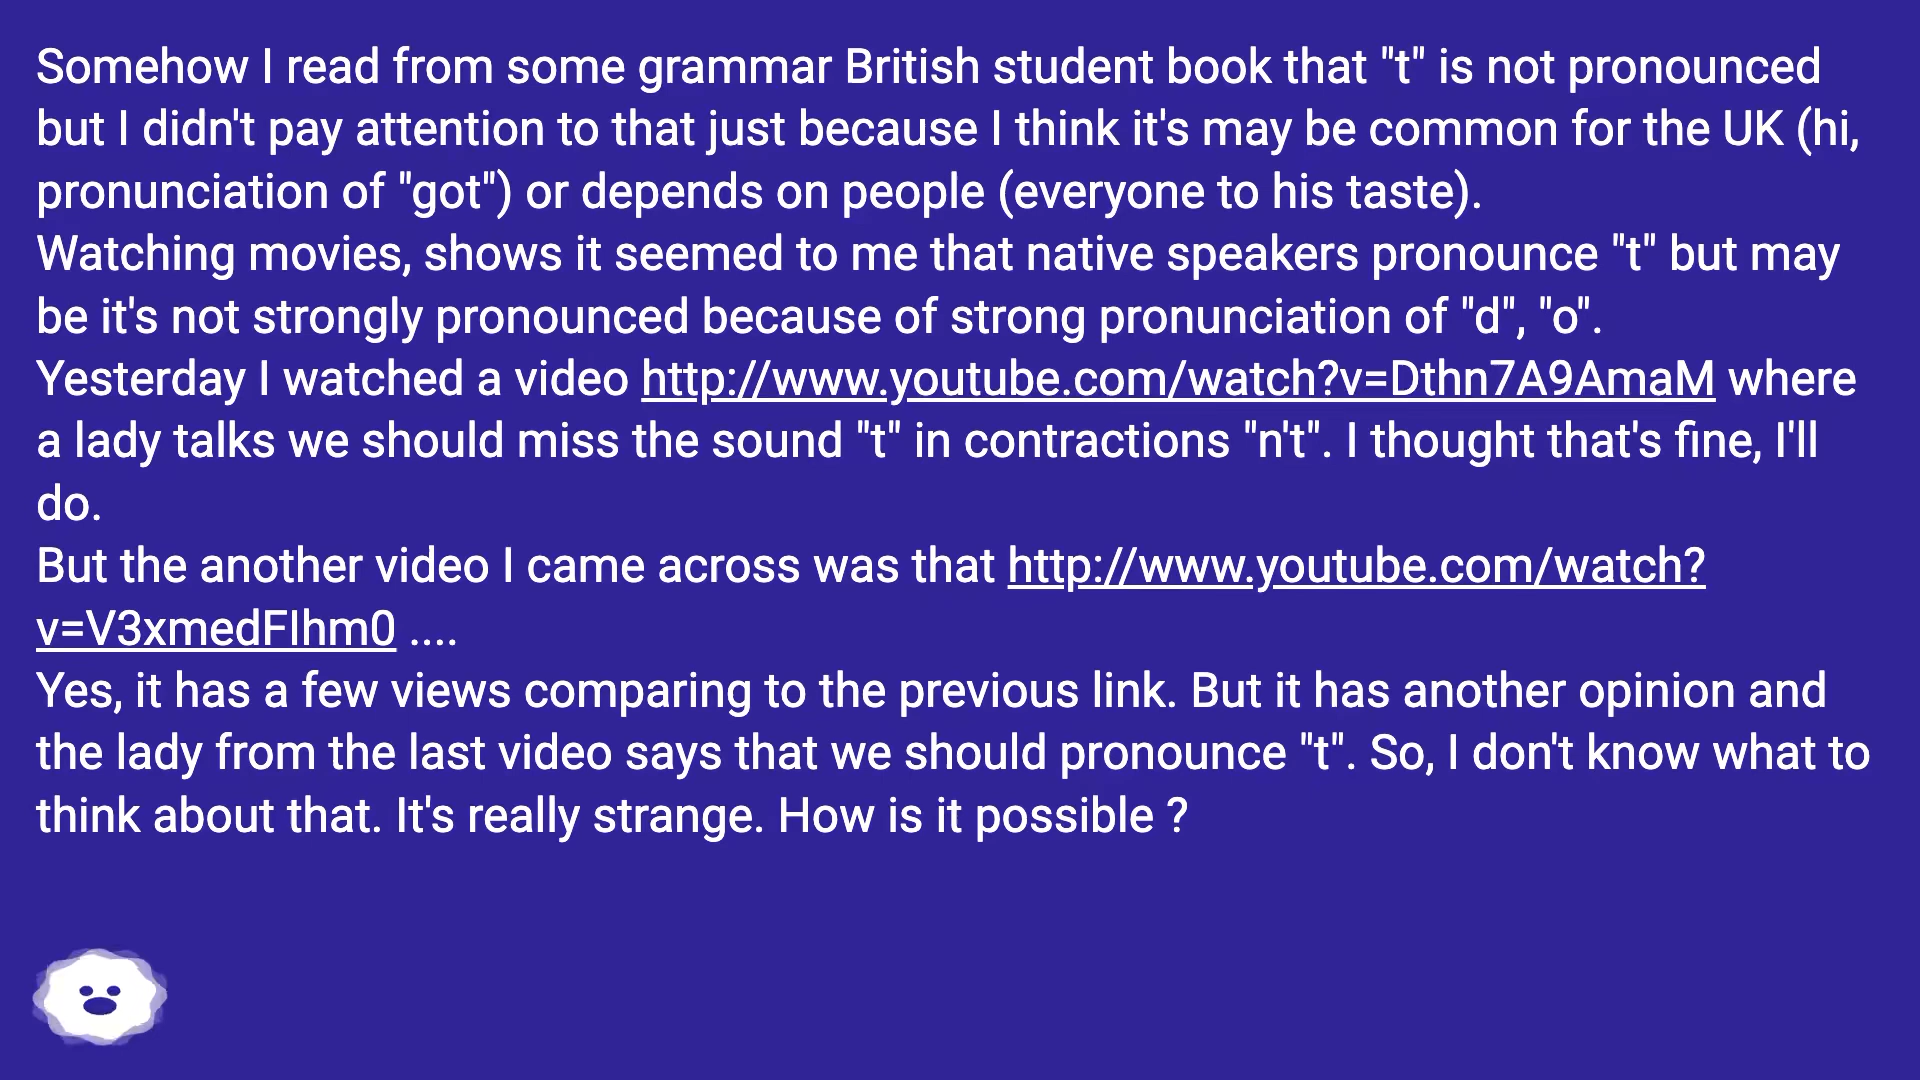 Somehow I read from some grammar British student book that "t" is not pronounced
but I didn't pay attention to that just because I think it's may be common for the UK (hi,
pronunciation of "got") or depends on people (everyone to his taste).
Watching movies, shows it seemed to me that native speakers pronounce "t" but may
be it's not strongly pronounced because of strong pronunciation of "d", "o".
Yesterday I watched a video http://www.youtube.com/watch?v=Dthn7A9AmaM where
a lady talks we should miss the sound "t" in contractions "n't". I thought that's fine, I'll
do.
But the another video I came across was that http://www.youtube.com/watch?
v=V3xmedFIhm0 ....
Yes, it has a few views comparing to the previous link. But it has another opinion and
the lady from the last video says that we should pronounce "t". So, I don't know what to
think about that. It's really strange. How is it possible ?